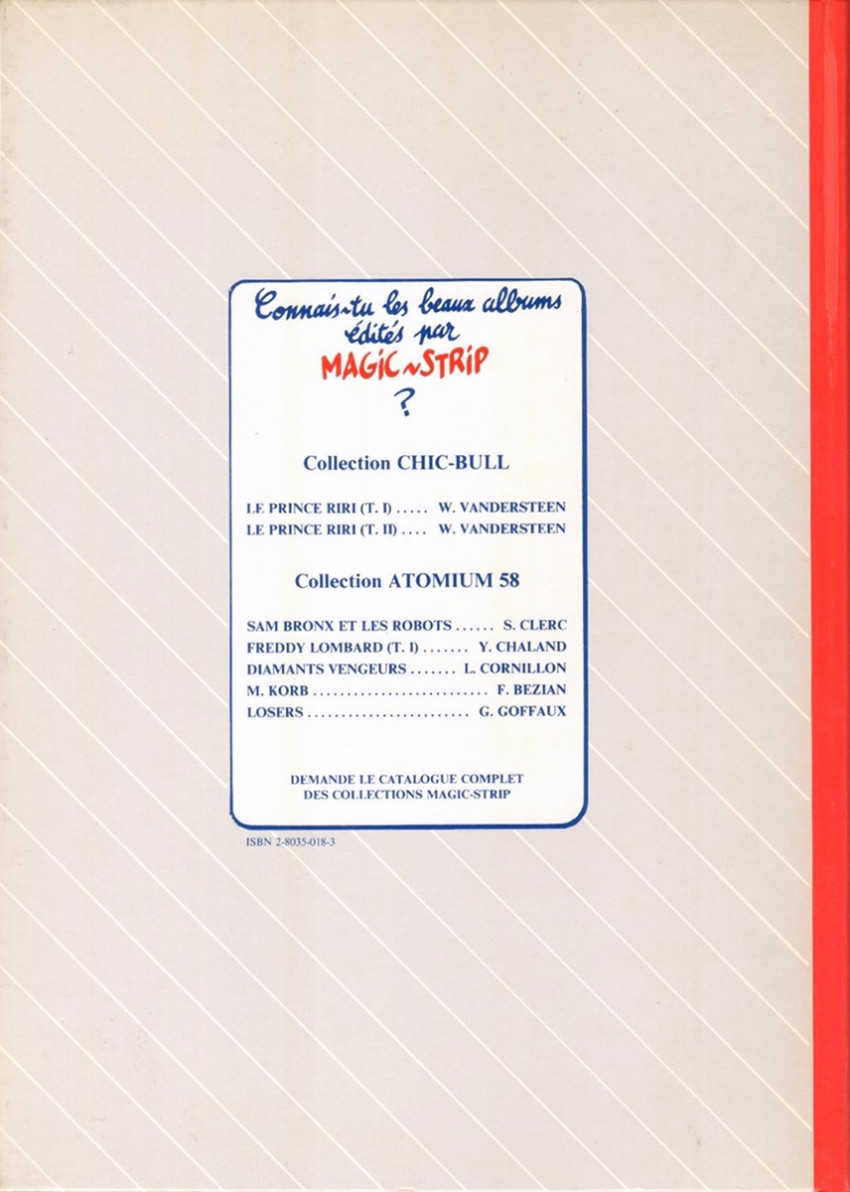 Connais-tu les beaux albums
édités par
MAGIC~STRIP
?
Collection CHIC-BULL
LE PRINCE RIRI (T. I) ..... W. VANDERSTEEN
LE PRINCE RIRI (T. II) .... W. VANDERSTEEN
Collection ATOMIUM 58
SAM BRONX ET LES ROBOTS ...... S. CLERC
FREDDY LOMBARD (T. I) ....... Y. CHALAND
DIAMANTS VENGEURS ....... L. CORNILLON
M. KORB .......................... F. BEZIAN
LOSERS ........................ G. GOFFAUX
DEMANDE LE CATALOGUE COMPLET
DES COLLECTIONS MAGIC-STRIP
ISBN 2-8035-018-3